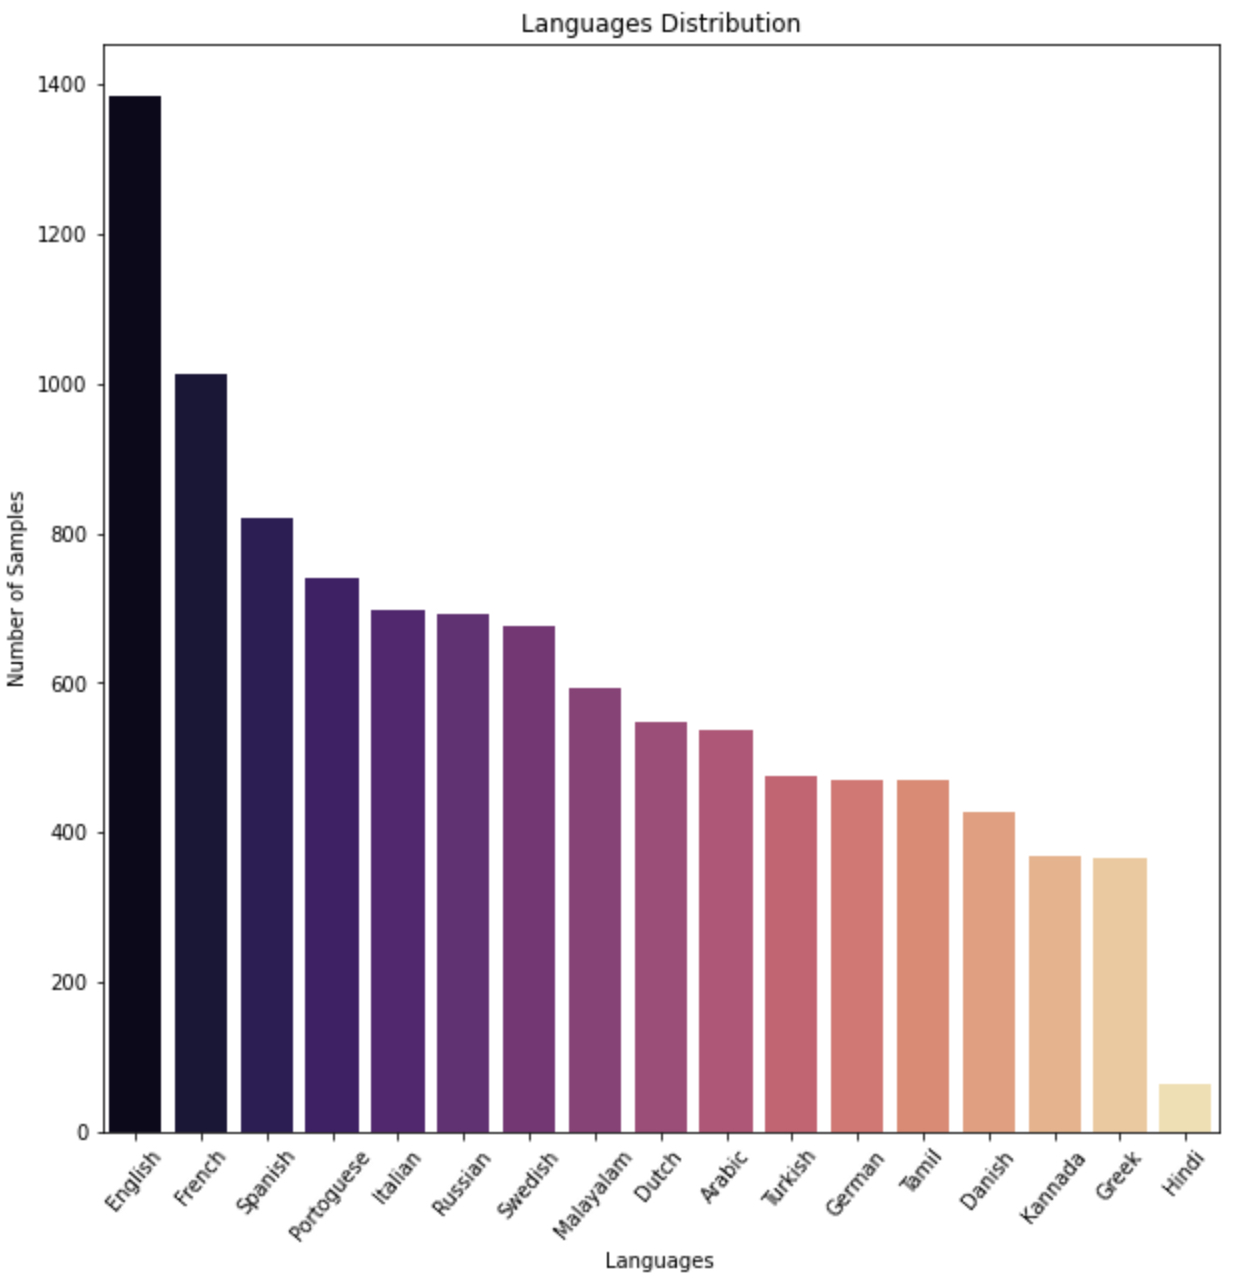 Languages Distribution
1400
1200
1000
800
600
400
200
0
Number of Samples
English
French
Spanish
Portoguese
Italian
Russian
Swedish
Malayalam
Dutch
Arabic
Turkish
German
Tamil
Danish
Kannada
Greek
Hindi
Languages